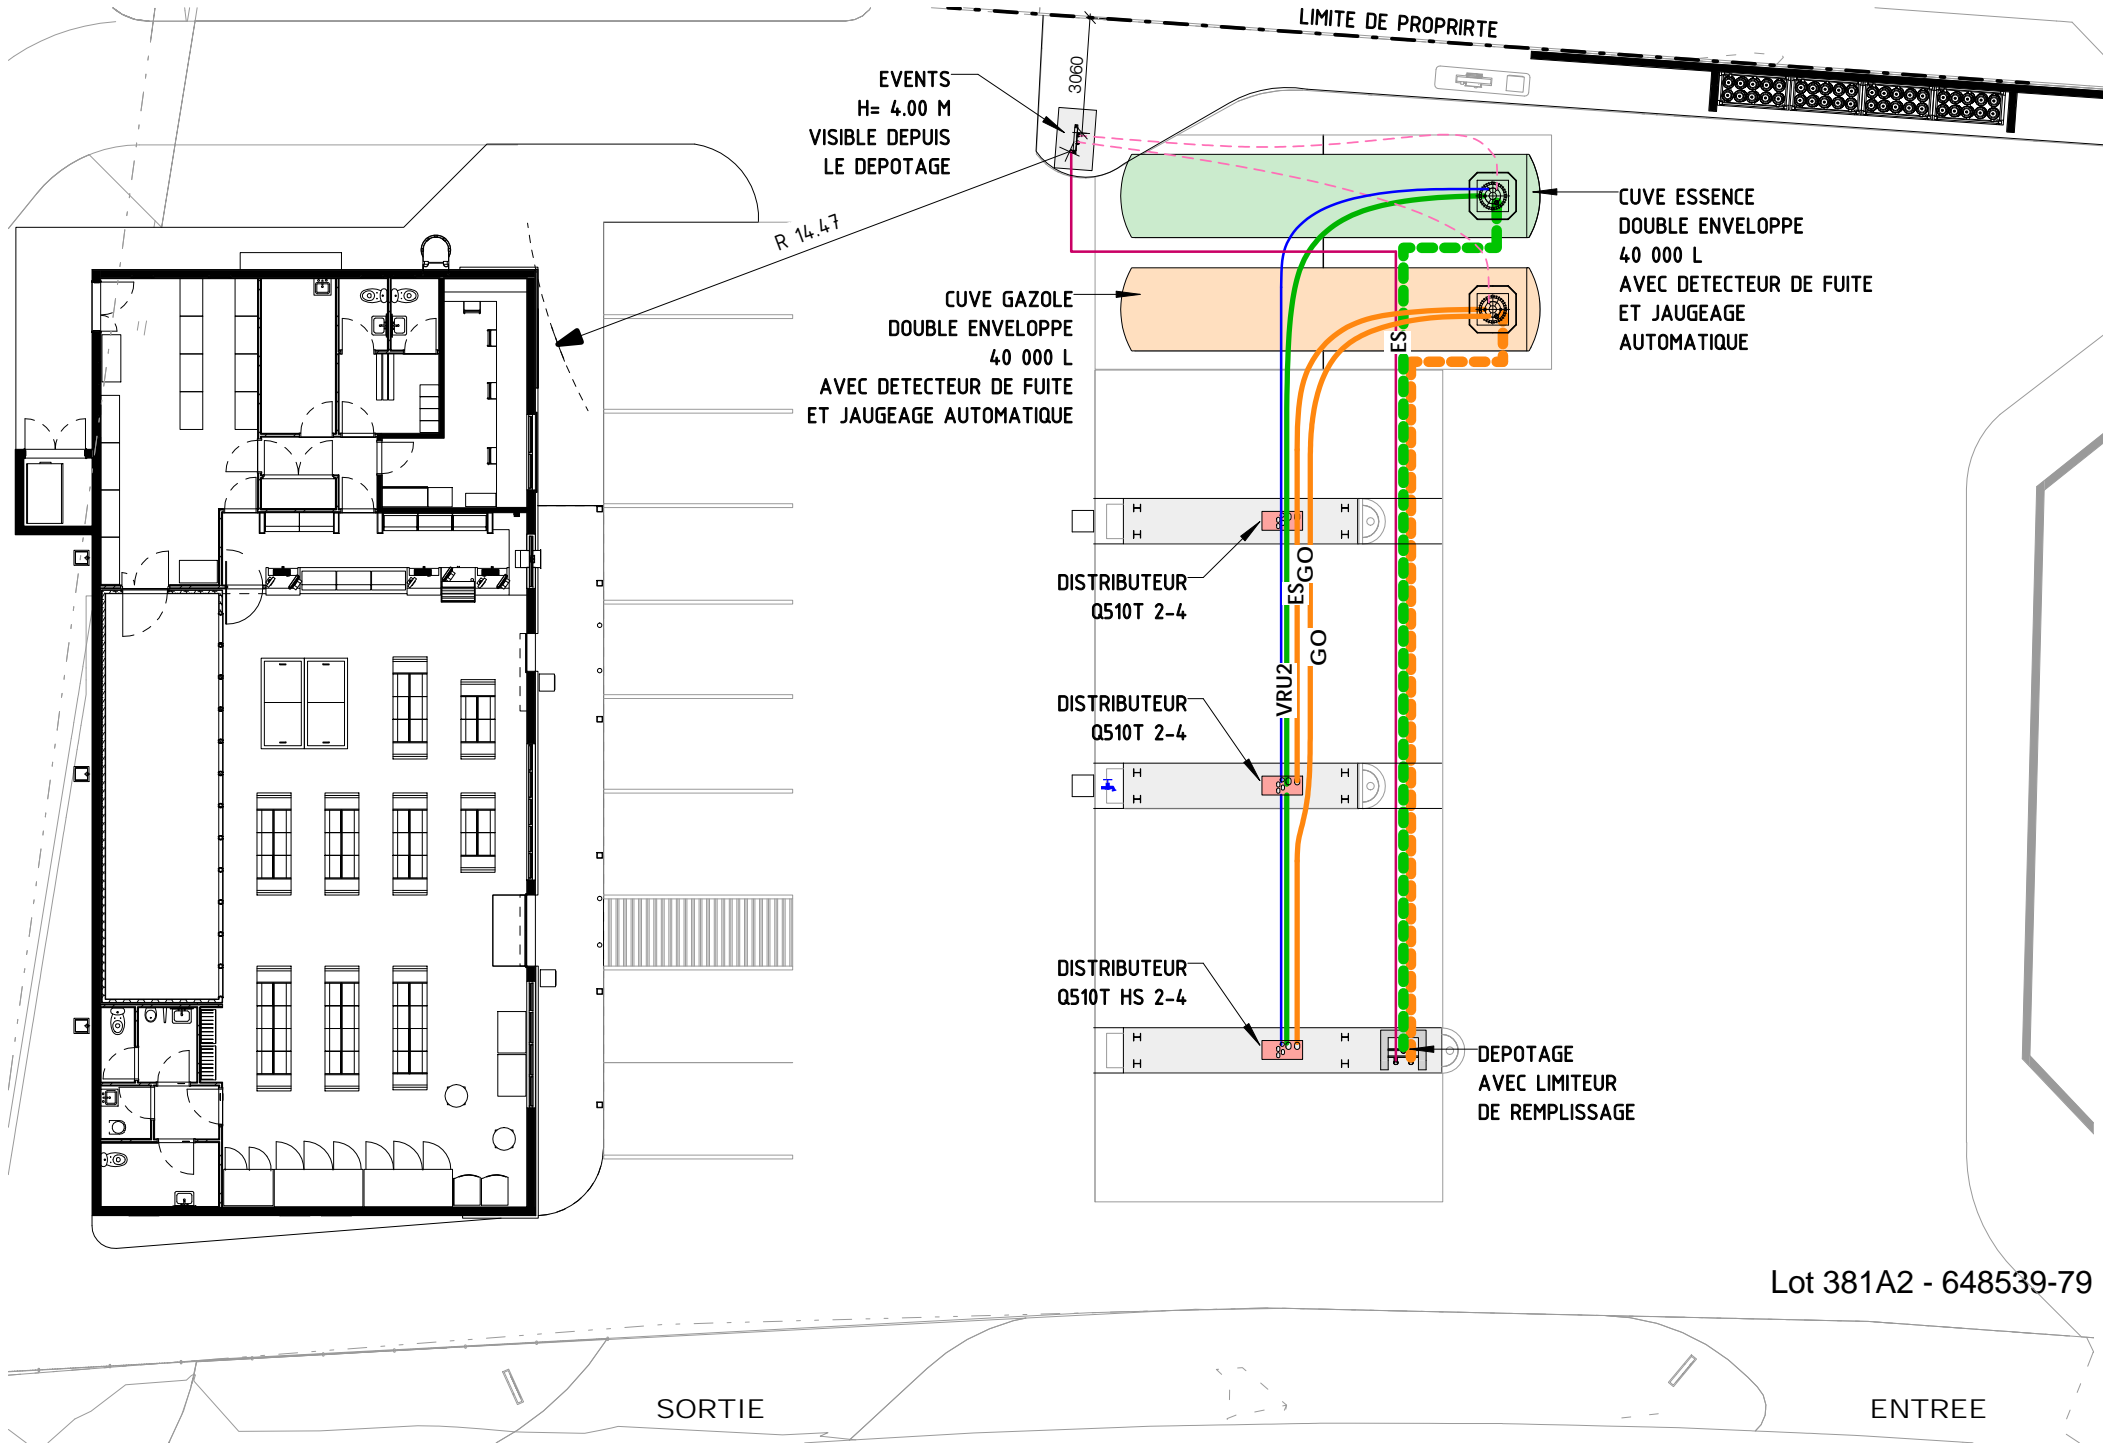 LIMITE DE PROPRIRTE
3060
EVENTS
H= 4.00 M
VISIBLE DEPUIS
LE DEPOTAGE
R 14.47
CUVE ESSENCE
DOUBLE ENVELOPPE
40 000 L
AVEC DETECTEUR DE FUITE
ET JAUGEAGE
AUTOMATIQUE
CUVE GAZOLE
DOUBLE ENVELOPPE
40 000 L
AVEC DETECTEUR DE FUITE
ET JAUGEAGE AUTOMATIQUE
ES
DISTRIBUTEUR
Q510T 2-4
ES
GO
GO
VRU2
DISTRIBUTEUR
Q510T 2-4
DISTRIBUTEUR
Q510T HS 2-4
DEPOTAGE
AVEC LIMITEUR
DE REMPLISSAGE
Lot 381A2 - 648539-79
SORTIE
ENTREE